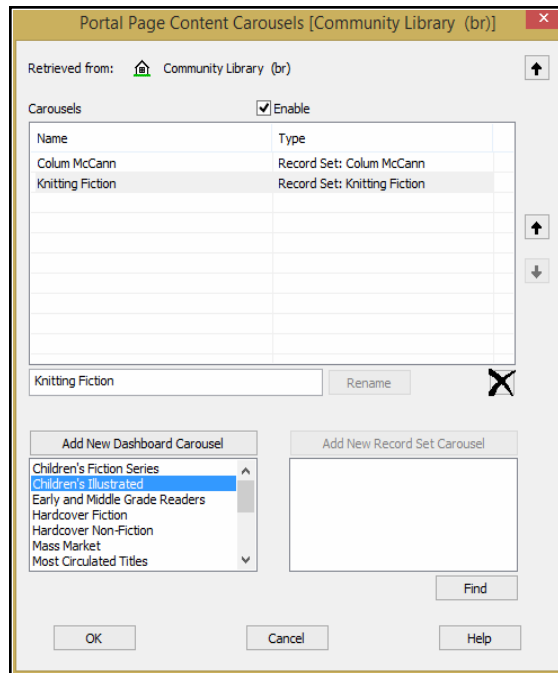 Portal Page Content Carousels [Community Library (br)]
Retrieved from: Community Library (br)
Carousels Enable
Name Type
Colum McCann Record Set: Colum McCann
Knitting Fiction Record Set: Knitting Fiction
Knitting Fiction Rename
Add New Dashboard Carousel Add New Record Set Carousel
Children's Fiction Series
Children's Illustrated
Early and Middle Grade Readers
Hardcover Fiction
Hardcover Non-Fiction
Mass Market
Most Circulated Titles
Find
OK Cancel Help